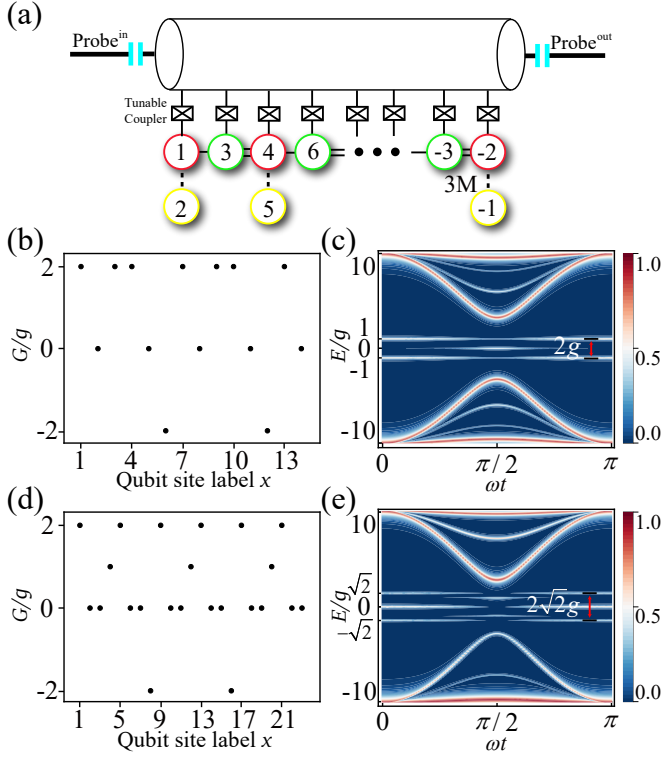 (a)
Probe^in
Probe^out
Tunable
Coupler
1 3 4 6 -3 -2
3M
2 5 -1
(b)
2
0
-2
G/g
1 4 7 10 13
Qubit site label x
(c)
10
1
0
-1
-10
E/g
2g
0 π/2 π
ωt
1.0
0.5
0.0
(d)
2
0
-2
G/g
1 5 9 13 17 21
Qubit site label x
(e)
10
√2
0
-√2
-10
E/g
2√2g
0 π/2 π
ωt
1.0
0.5
0.0